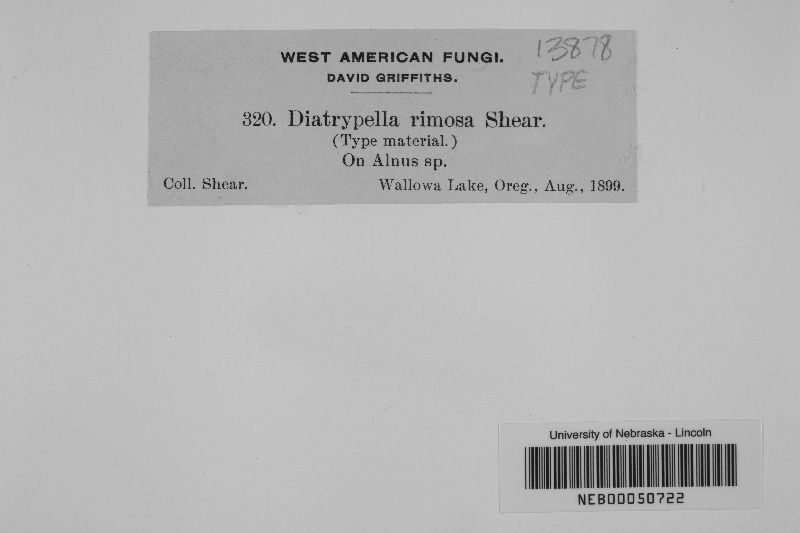 WEST AMERICAN FUNGI.
13878
DAVID GRIFFITHS.
TYPE
320. Diatrypella rimosa Shear.
(Type material.)
On Alnus sp.
Coll. Shear. Wallowa Lake, Oreg., Aug., 1899.
University of Nebraska - Lincoln
NEB00050722